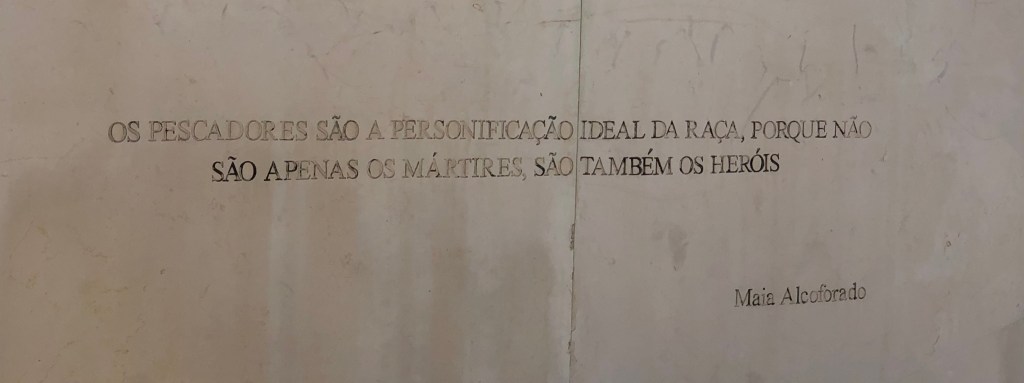 OS PESCADORES SÃO A PERSONIFICAÇÃO IDEAL DA RAÇA, PORQUE NÃO
SÃO APENAS OS MÁRTIRES, SÃO TAMBÉM OS HERÓIS
Maia Alcoforado